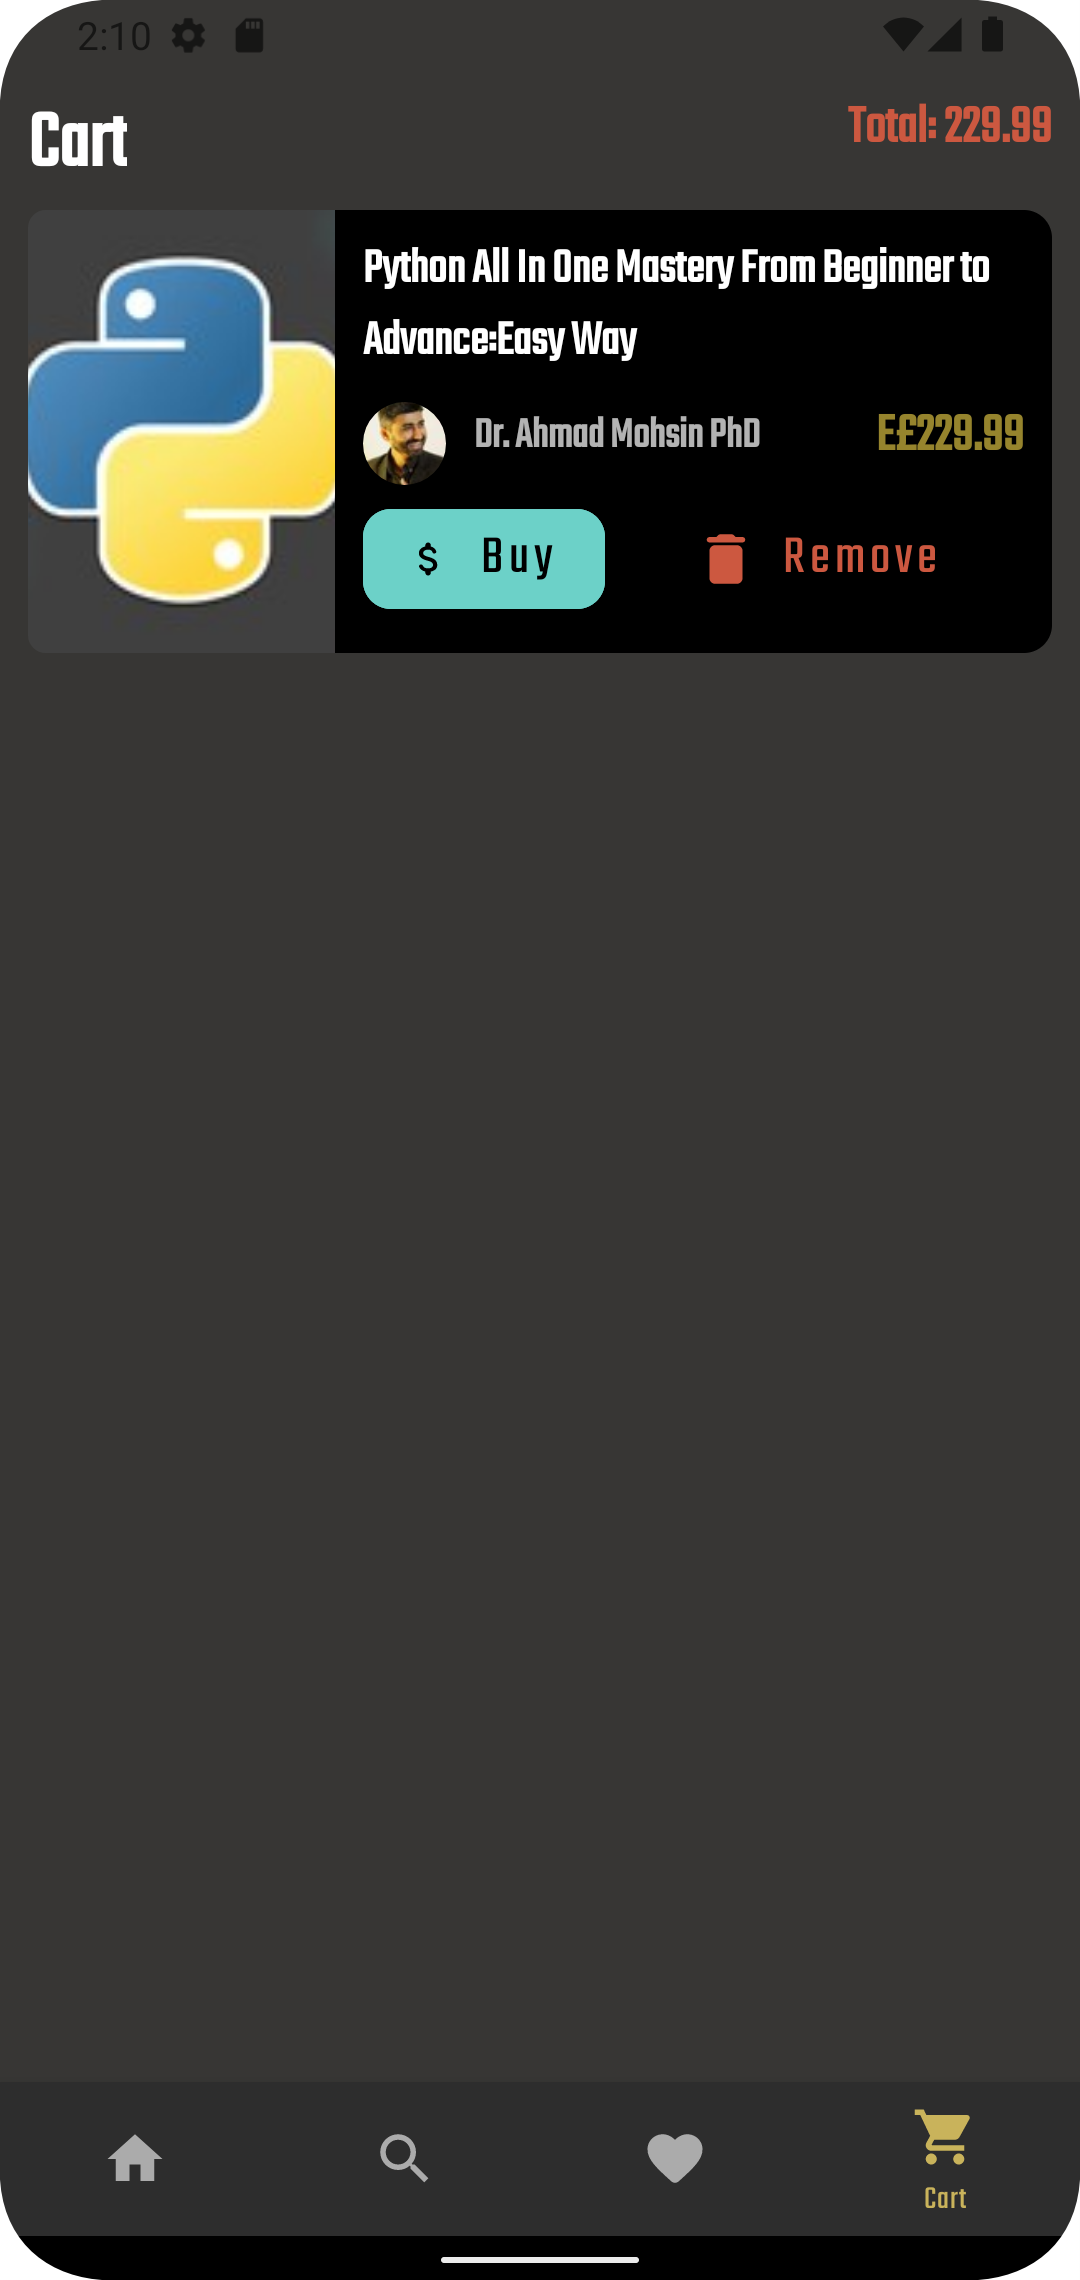 2:10
Cart
Total: 229.99
Python All In One Mastery From Beginner to
Advance:Easy Way
Dr. Ahmad Mohsin PhD
E£229.99
$ Buy
Remove
Cart